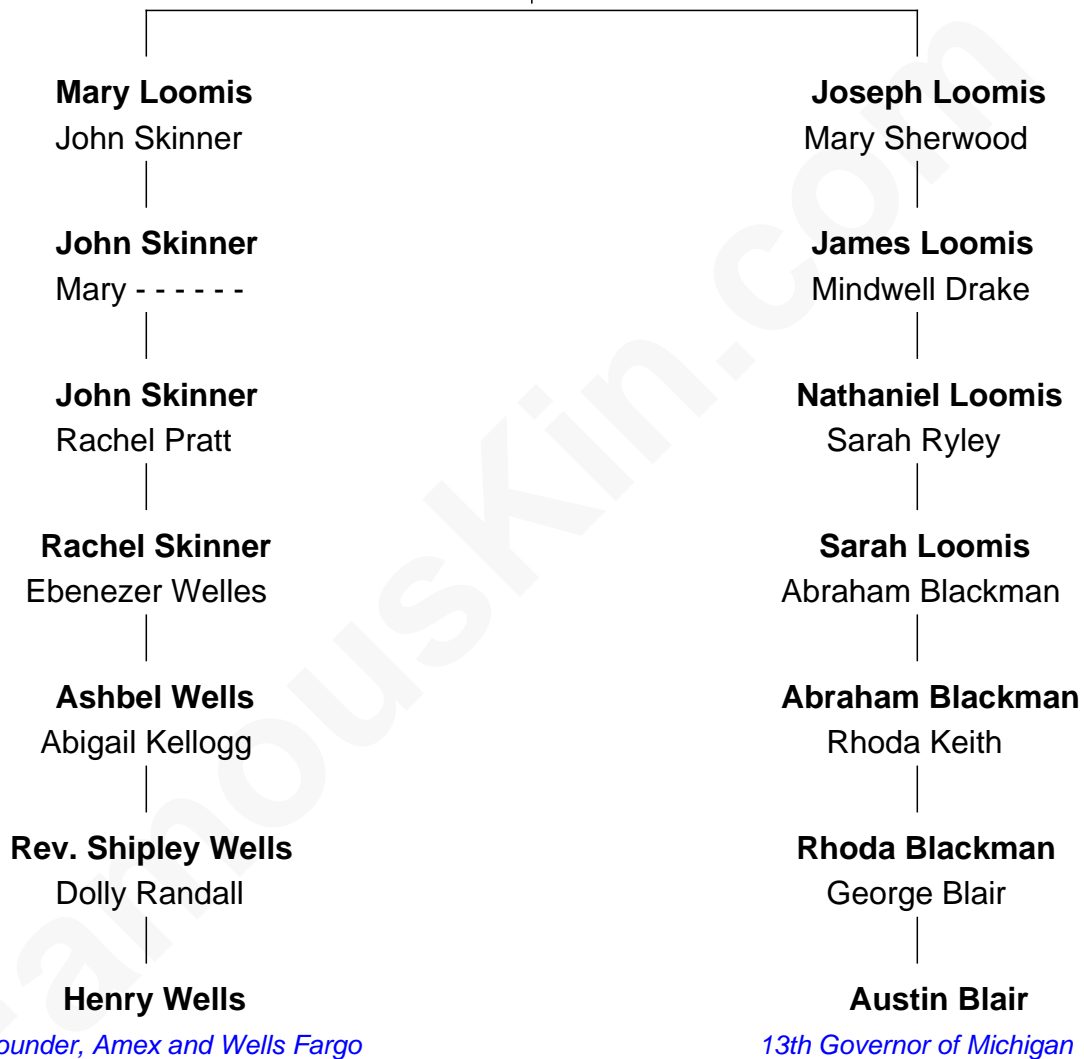 Mary Loomis
John Skinner
John Skinner
Mary - - - - - -
John Skinner
Rachel Pratt
Rachel Skinner
Ebenezer Welles
Ashbel Wells
Abigail Kellogg
Rev. Shipley Wells
Dolly Randall
Henry Wells
ounder, Amex and Wells Fargo
Joseph Loomis
Mary Sherwood
James Loomis
Mindwell Drake
Nathaniel Loomis
Sarah Ryley
Sarah Loomis
Abraham Blackman
Abraham Blackman
Rhoda Keith
Rhoda Blackman
George Blair
Austin Blair
13th Governor of Michigan
famouskin.com